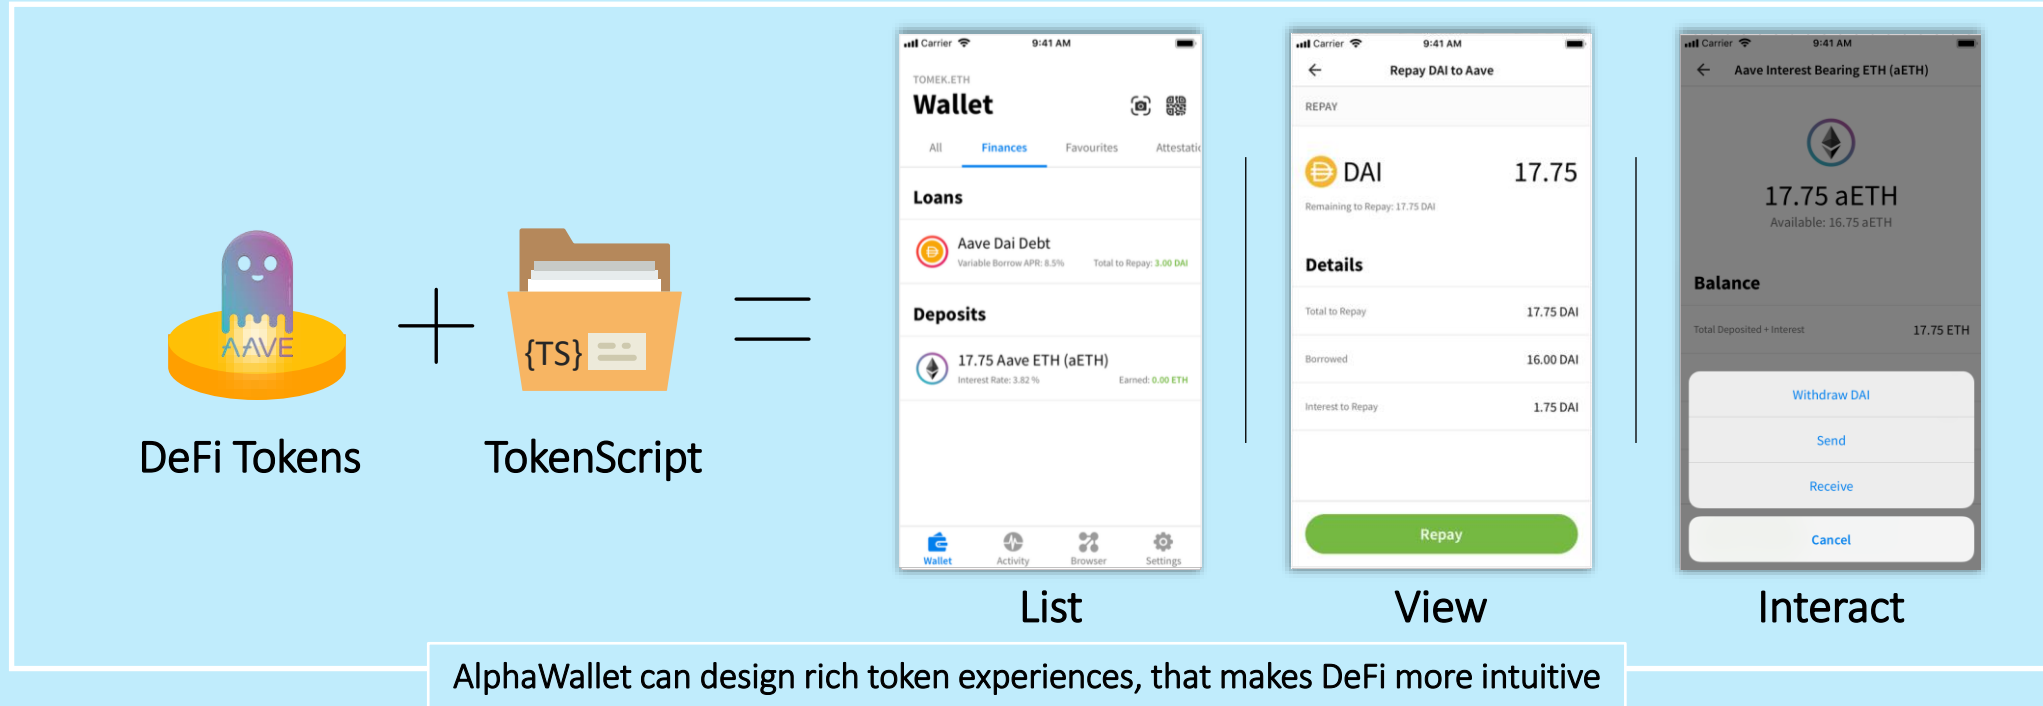 AAVE
DeFi Tokens
{TS}
TokenScript
Carrier 9:41 AM
TOMEK.ETH
Wallet
All Finances Favourites Attestatio
Loans
Aave Dai Debt
Variable Borrow APR: 8.5% Total to Repay: 3.00 DAI
Deposits
17.75 Aave ETH (aETH)
Interest Rate: 3.82 % Earned: 0.00 ETH
Wallet Activity Browser Settings
List
Carrier 9:41 AM
Repay DAI to Aave
REPAY
DAI 17.75
Remaining to Repay: 17.75 DAI
Details
Total to Repay 17.75 DAI
Borrowed 16.00 DAI
Interest to Repay 1.75 DAI
Repay
View
Carrier 9:41 AM
Aave Interest Bearing ETH (aETH)
17.75 aETH
Available: 16.75 aETH
Balance
Total Deposited + Interest 17.75 ETH
Withdraw DAI
Send
Receive
Cancel
Interact
AlphaWallet can design rich token experiences, that makes DeFi more intuitive